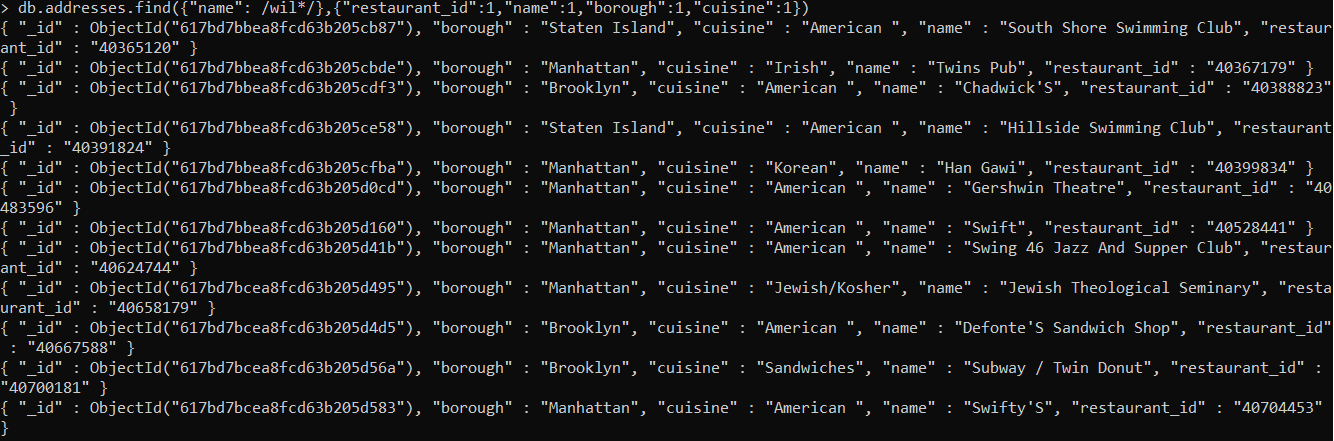 > db.addresses.find({"name": /wil*/},{"restaurant_id":1,"name":1,"borough":1,"cuisine":1})
{ "_id" : ObjectId("617bd7bbea8fcd63b205cb87"), "borough" : "Staten Island", "cuisine" : "American ", "name" : "South Shore Swimming Club", "restaur
ant_id" : "40365120" }
{ "_id" : ObjectId("617bd7bbea8fcd63b205cbde"), "borough" : "Manhattan", "cuisine" : "Irish", "name" : "Twins Pub", "restaurant_id" : "40367179" }
{ "_id" : ObjectId("617bd7bbea8fcd63b205cdf3"), "borough" : "Brooklyn", "cuisine" : "American ", "name" : "Chadwick'S", "restaurant_id" : "40388823"
 }
{ "_id" : ObjectId("617bd7bbea8fcd63b205ce58"), "borough" : "Staten Island", "cuisine" : "American ", "name" : "Hillside Swimming Club", "restaurant
_id" : "40391824" }
{ "_id" : ObjectId("617bd7bbea8fcd63b205cfba"), "borough" : "Manhattan", "cuisine" : "Korean", "name" : "Han Gawi", "restaurant_id" : "40399834" }
{ "_id" : ObjectId("617bd7bbea8fcd63b205d0cd"), "borough" : "Manhattan", "cuisine" : "American ", "name" : "Gershwin Theatre", "restaurant_id" : "40
483596" }
{ "_id" : ObjectId("617bd7bbea8fcd63b205d160"), "borough" : "Manhattan", "cuisine" : "American ", "name" : "Swift", "restaurant_id" : "40528441" }
{ "_id" : ObjectId("617bd7bbea8fcd63b205d41b"), "borough" : "Manhattan", "cuisine" : "American ", "name" : "Swing 46 Jazz And Supper Club", "restaur
ant_id" : "40624744" }
{ "_id" : ObjectId("617bd7bcea8fcd63b205d495"), "borough" : "Manhattan", "cuisine" : "Jewish/Kosher", "name" : "Jewish Theological Seminary", "resta
urant_id" : "40658179" }
{ "_id" : ObjectId("617bd7bcea8fcd63b205d4d5"), "borough" : "Brooklyn", "cuisine" : "American ", "name" : "Defonte'S Sandwich Shop", "restaurant_id"
 : "40667588" }
{ "_id" : ObjectId("617bd7bcea8fcd63b205d56a"), "borough" : "Brooklyn", "cuisine" : "Sandwiches", "name" : "Subway / Twin Donut", "restaurant_id" :
"40700181" }
{ "_id" : ObjectId("617bd7bcea8fcd63b205d583"), "borough" : "Manhattan", "cuisine" : "American ", "name" : "Swifty'S", "restaurant_id" : "40704453"
}